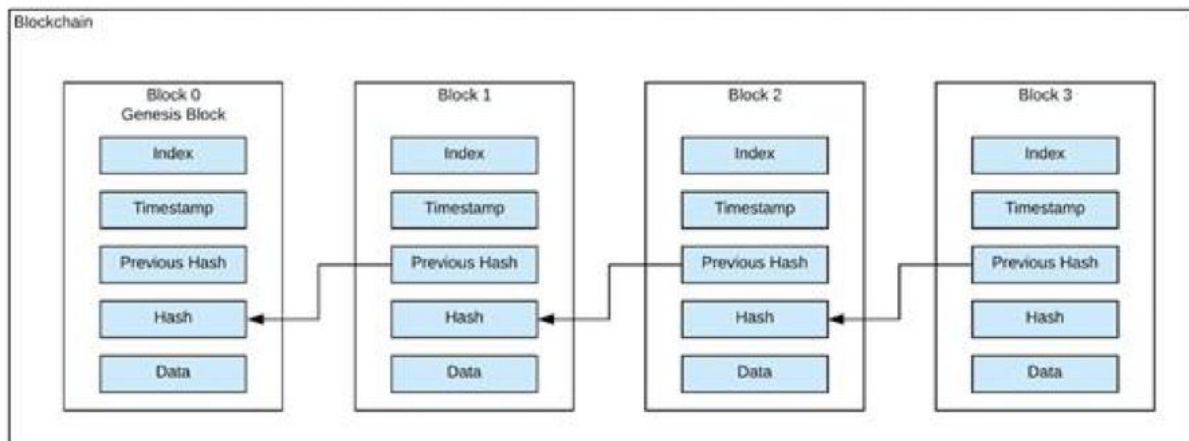 Blockchain
Block 0
Genesis Block
Index
Timestamp
Previous Hash
Hash
Data
Block 1
Index
Timestamp
Previous Hash
Hash
Data
Block 2
Index
Timestamp
Previous Hash
Hash
Data
Block 3
Index
Timestamp
Previous Hash
Hash
Data